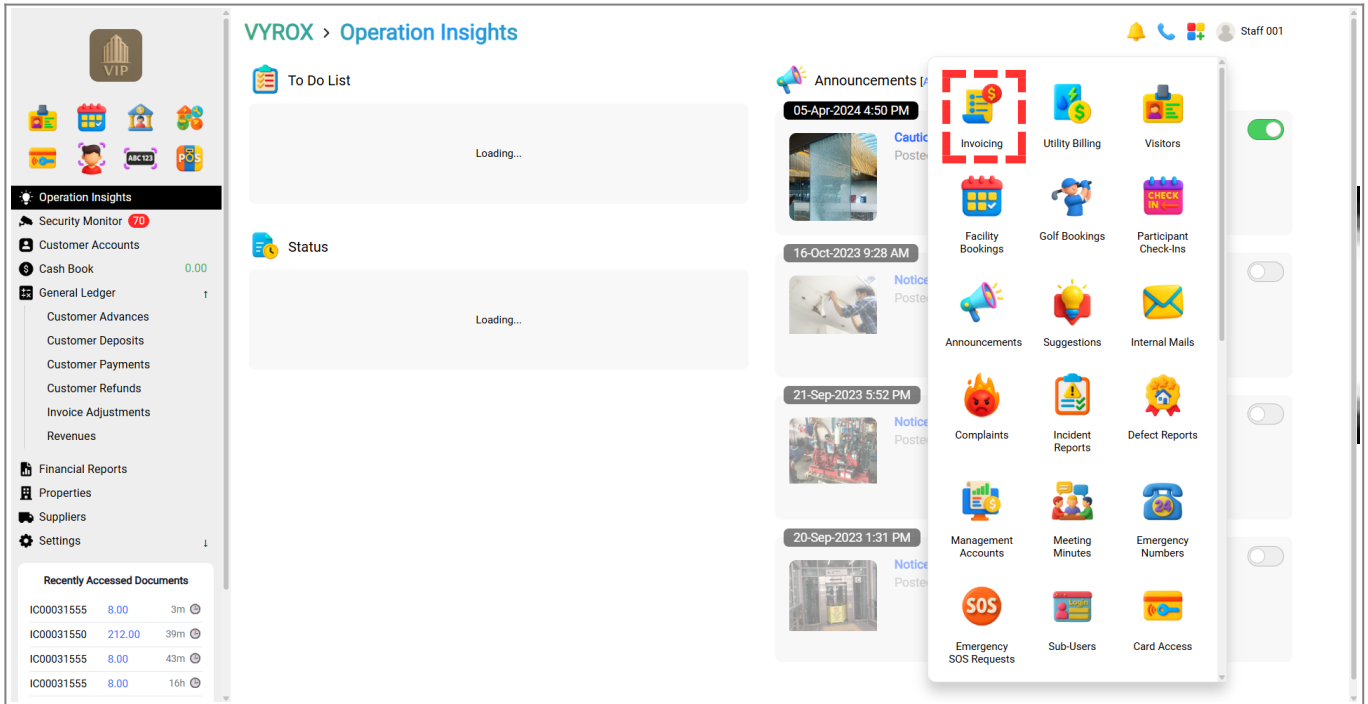 VIP
ABC 123
POS
Operation Insights
Security Monitor 70
Customer Accounts
Cash Book 0.00
General Ledger ↑
Customer Advances
Customer Deposits
Customer Payments
Customer Refunds
Invoice Adjustments
Revenues
Financial Reports
Properties
Suppliers
Settings ↓
Recently Accessed Documents
IC00031555 8.00 3m
IC00031550 212.00 39m
IC00031555 8.00 43m
IC00031555 8.00 16h
VYROX > Operation Insights
Staff 001
To Do List
Loading...
Status
Loading...
Announcements [
05-Apr-2024 4:50 PM
16-Oct-2023 9:28 AM
Notice
21-Sep-2023 5:52 PM
Notice
20-Sep-2023 1:31 PM
Notice
Invoicing
Utility Billing
Visitors
CHECK
IN
Facility
Bookings
Golf Bookings
Participant
Check-Ins
Announcements
Suggestions
Internal Mails
Complaints
Incident
Reports
Defect Reports
24
Management
Accounts
Meeting
Minutes
Emergency
Numbers
SOS
Login
Emergency
SOS Requests
Sub-Users
Card Access